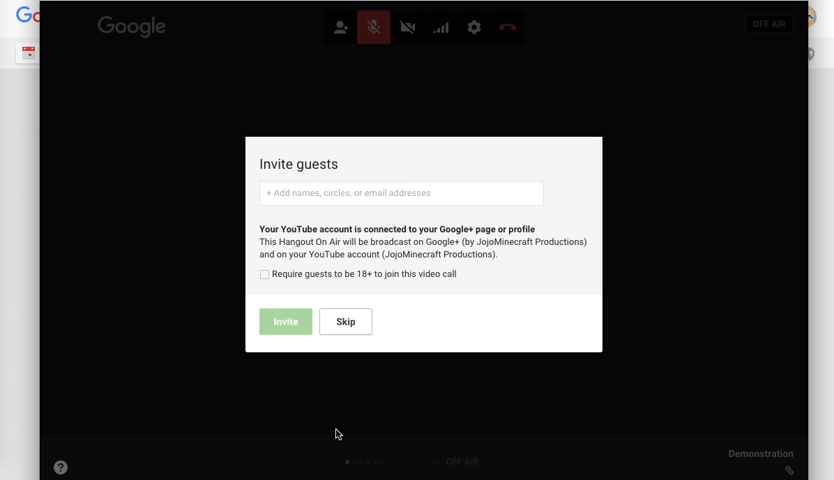 Go
Google
OFF AIR
Invite guests
+ Add names, circles, or email addresses
Your YouTube account is connected to your Google+ page or profile
This Hangout On Air will be broadcast on Google+ (by JojoMinecraft Productions)
and on your YouTube account (JojoMinecraft Productions).
Require guests to be 18+ to join this video call
Invite
Skip
Demonstration
OFF AIR
?